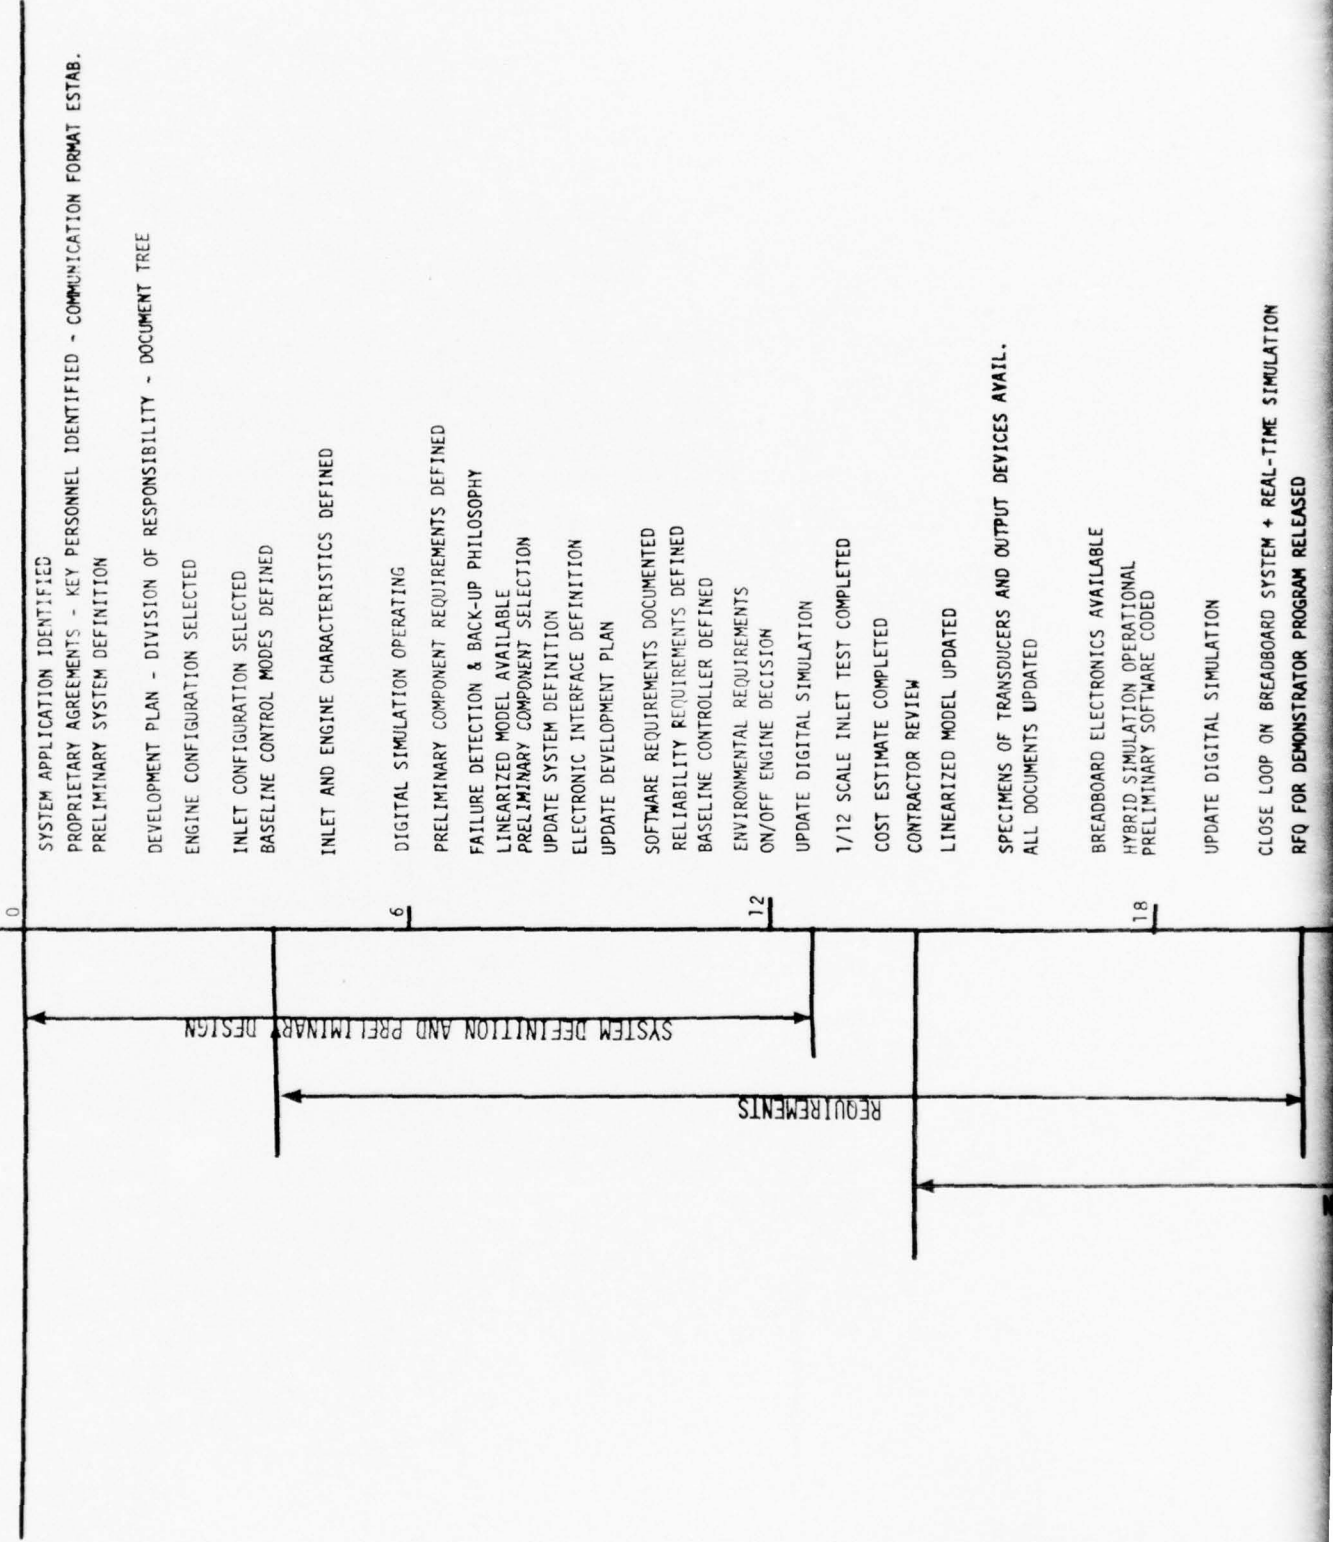 0
SYSTEM APPLICATION IDENTIFIED
PROPRIETARY AGREEMENTS - KEY PERSONNEL IDENTIFIED - COMMUNICATION FORMAT ESTAB.
PRELIMINARY SYSTEM DEFINITION
DEVELOPMENT PLAN - DIVISION OF RESPONSIBILITY - DOCUMENT TREE
ENGINE CONFIGURATION SELECTED
INLET CONFIGURATION SELECTED
BASELINE CONTROL MODES DEFINED
INLET AND ENGINE CHARACTERISTICS DEFINED
6
DIGITAL SIMULATION OPERATING
PRELIMINARY COMPONENT REQUIREMENTS DEFINED
FAILURE DETECTION & BACK-UP PHILOSOPHY
LINEARIZED MODEL AVAILABLE
PRELIMINARY COMPONENT SELECTION
UPDATE SYSTEM DEFINITION
ELECTRONIC INTERFACE DEFINITION
UPDATE DEVELOPMENT PLAN
SOFTWARE REQUIREMENTS DOCUMENTED
RELIABILITY REQUIREMENTS DEFINED
BASELINE CONTROLLER DEFINED
ENVIRONMENTAL REQUIREMENTS
12
ON/OFF ENGINE DECISION
UPDATE DIGITAL SIMULATION
1/12 SCALE INLET TEST COMPLETED
COST ESTIMATE COMPLETED
CONTRACTOR REVIEW
LINEARIZED MODEL UPDATED
SPECIMENS OF TRANSDUCERS AND OUTPUT DEVICES AVAIL.
ALL DOCUMENTS UPDATED
BREADBOARD ELECTRONICS AVAILABLE
HYBRID SIMULATION OPERATIONAL
18
PRELIMINARY SOFTWARE CODED
UPDATE DIGITAL SIMULATION
CLOSE LOOP ON BREADBOARD SYSTEM + REAL-TIME SIMULATION
RFQ FOR DEMONSTRATOR PROGRAM RELEASED
SYSTEM DEFINITION AND PRELIMINARY DESIGN
REQUIREMENTS